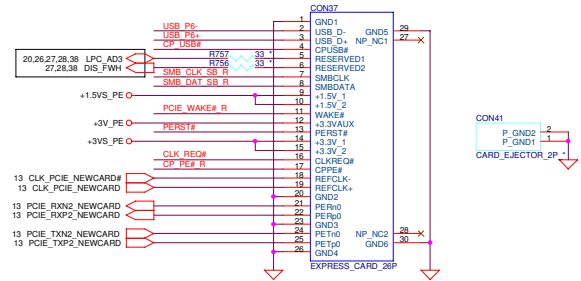 CON37
USB_P6- 1 GND1
USB_P6+ 2 USB_D- GND5 29
CP_USB# 3 USB_D+ NP_NC1 27
4 CPUSB#
20,26,27,28,38 LPC_AD3 R757 33 * 5 RESERVED1
27,28,38 DIS_FWH R756 33 * 6 RESERVED2
SMB_CLK_SB_R 7 SMBCLK
SMB_DAT_SB_R 8 SMBDATA
+1.5VS_PE 9 +1.5V_1
10 +1.5V_2
PCIE_WAKE#_R 11 WAKE#
+3V_PE 12 +3.3VAUX
PERST# 13 PERST#
+3VS_PE 14 +3.3V_1
15 +3.3V_2
CLK_REQ# 16 CLKREQ#
CP_PE#_R 17 CPPE#
13 CLK_PCIE_NEWCARD# 18 REFCLK-
13 CLK_PCIE_NEWCARD 19 REFCLK+
20 GND2
13 PCIE_RXN2_NEWCARD 21 PERn0
13 PCIE_RXP2_NEWCARD 22 PERp0
23 GND3
13 PCIE_TXN2_NEWCARD 24 PETn0 NP_NC2 28
13 PCIE_TXP2_NEWCARD 25 PETp0 GND6 30
26 GND4
EXPRESS_CARD_26P
CON41
P_GND2 2
P_GND1 1
CARD_EJECTOR_2P *